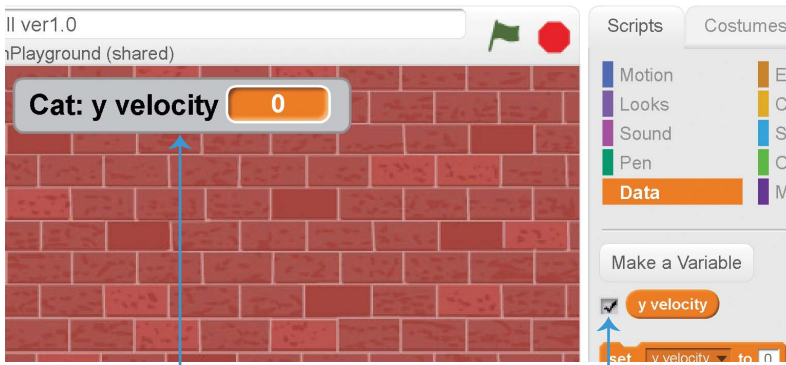 ll ver1.0
nPlayground (shared)
Cat: y velocity 0
Scripts Costumes
Motion E
Looks C
Sound S
Pen O
Data M
Make a Variable
y velocity
set y velocity to 0